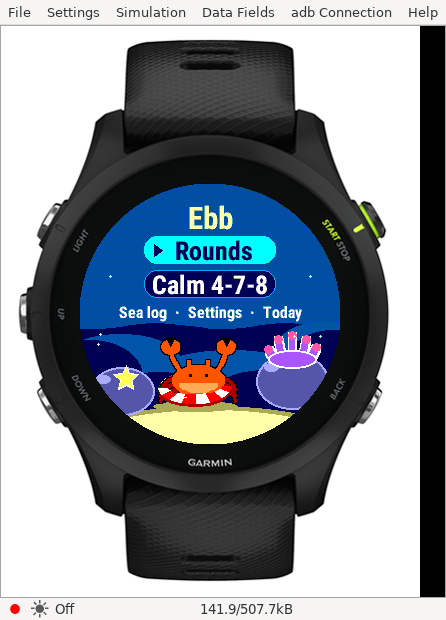 File Settings Simulation Data Fields adb Connection Help
LIGHT
START STOP
UP
DOWN
BACK
Ebb
Rounds
Calm 4-7-8
Sea log · Settings · Today
GARMIN
Off 141.9/507.7kB